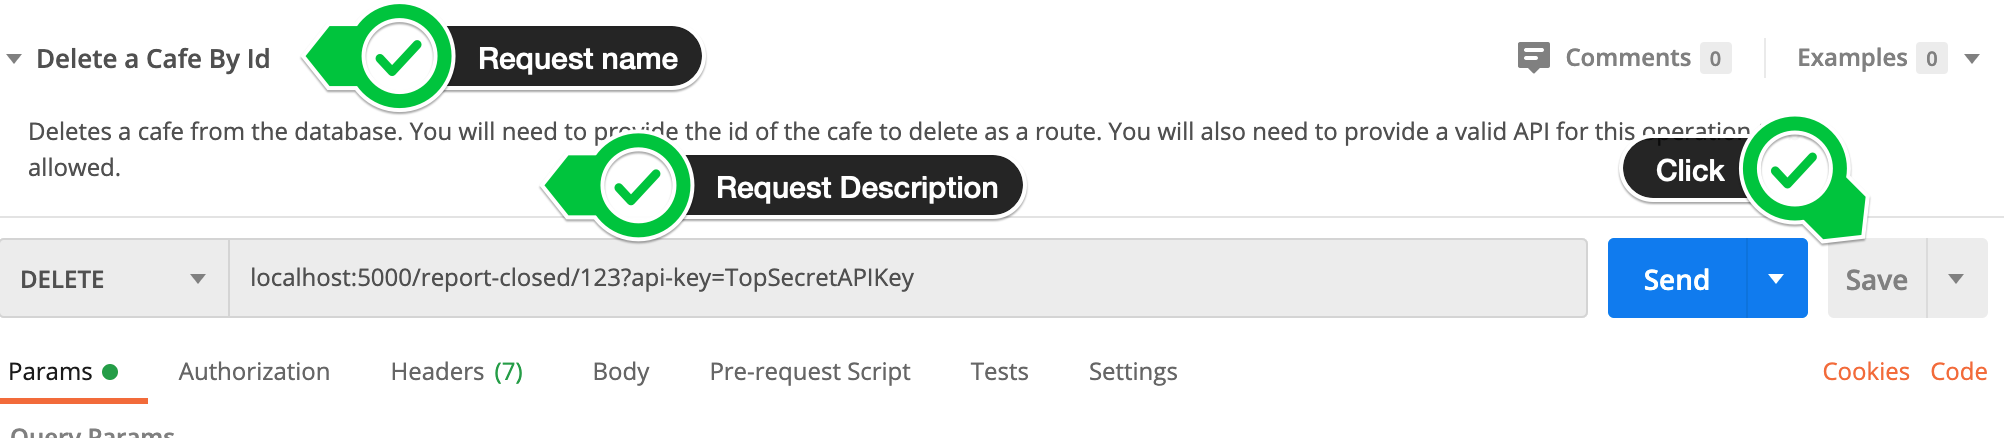 Delete a Cafe By Id
Request name
Comments 0
Examples 0
Deletes a cafe from the database. You will need to provide the id of the cafe to delete as a route. You will also need to provide a valid API for this operation
allowed.
Request Description
Click
DELETE
localhost:5000/report-closed/123?api-key=TopSecretAPIKey
Send
Save
Params
Authorization
Headers (7)
Body
Pre-request Script
Tests
Settings
Cookies
Code
Query Params